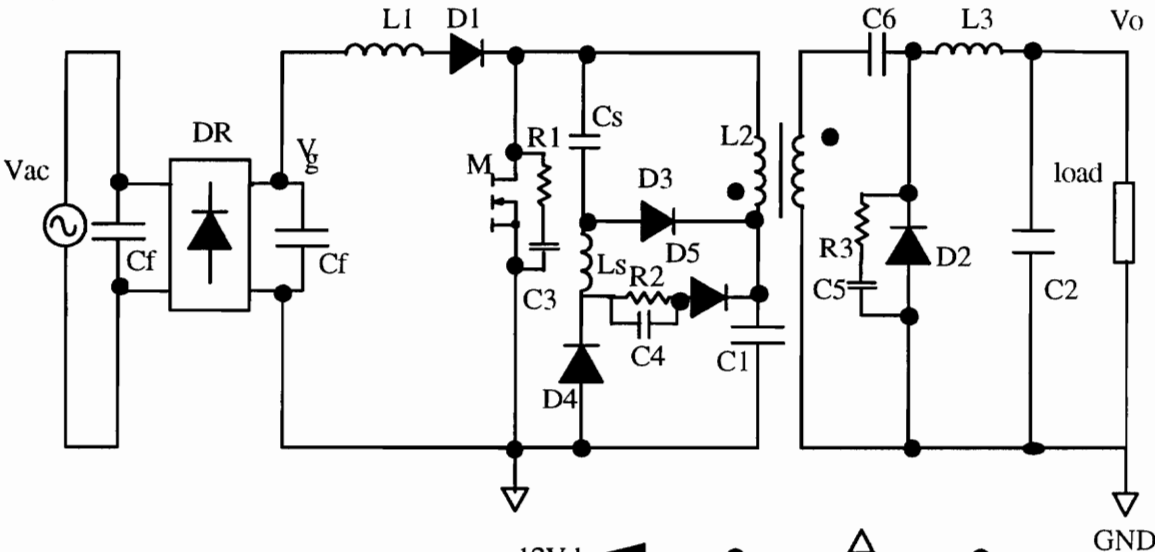 L1 D1 C6 L3 Vo
DR Vg R1 Cs L2
Vac M D3 load
Cf Cf Ls D5 R3 D2
C3 R2 C5 C2
C4 C1
D4
GND